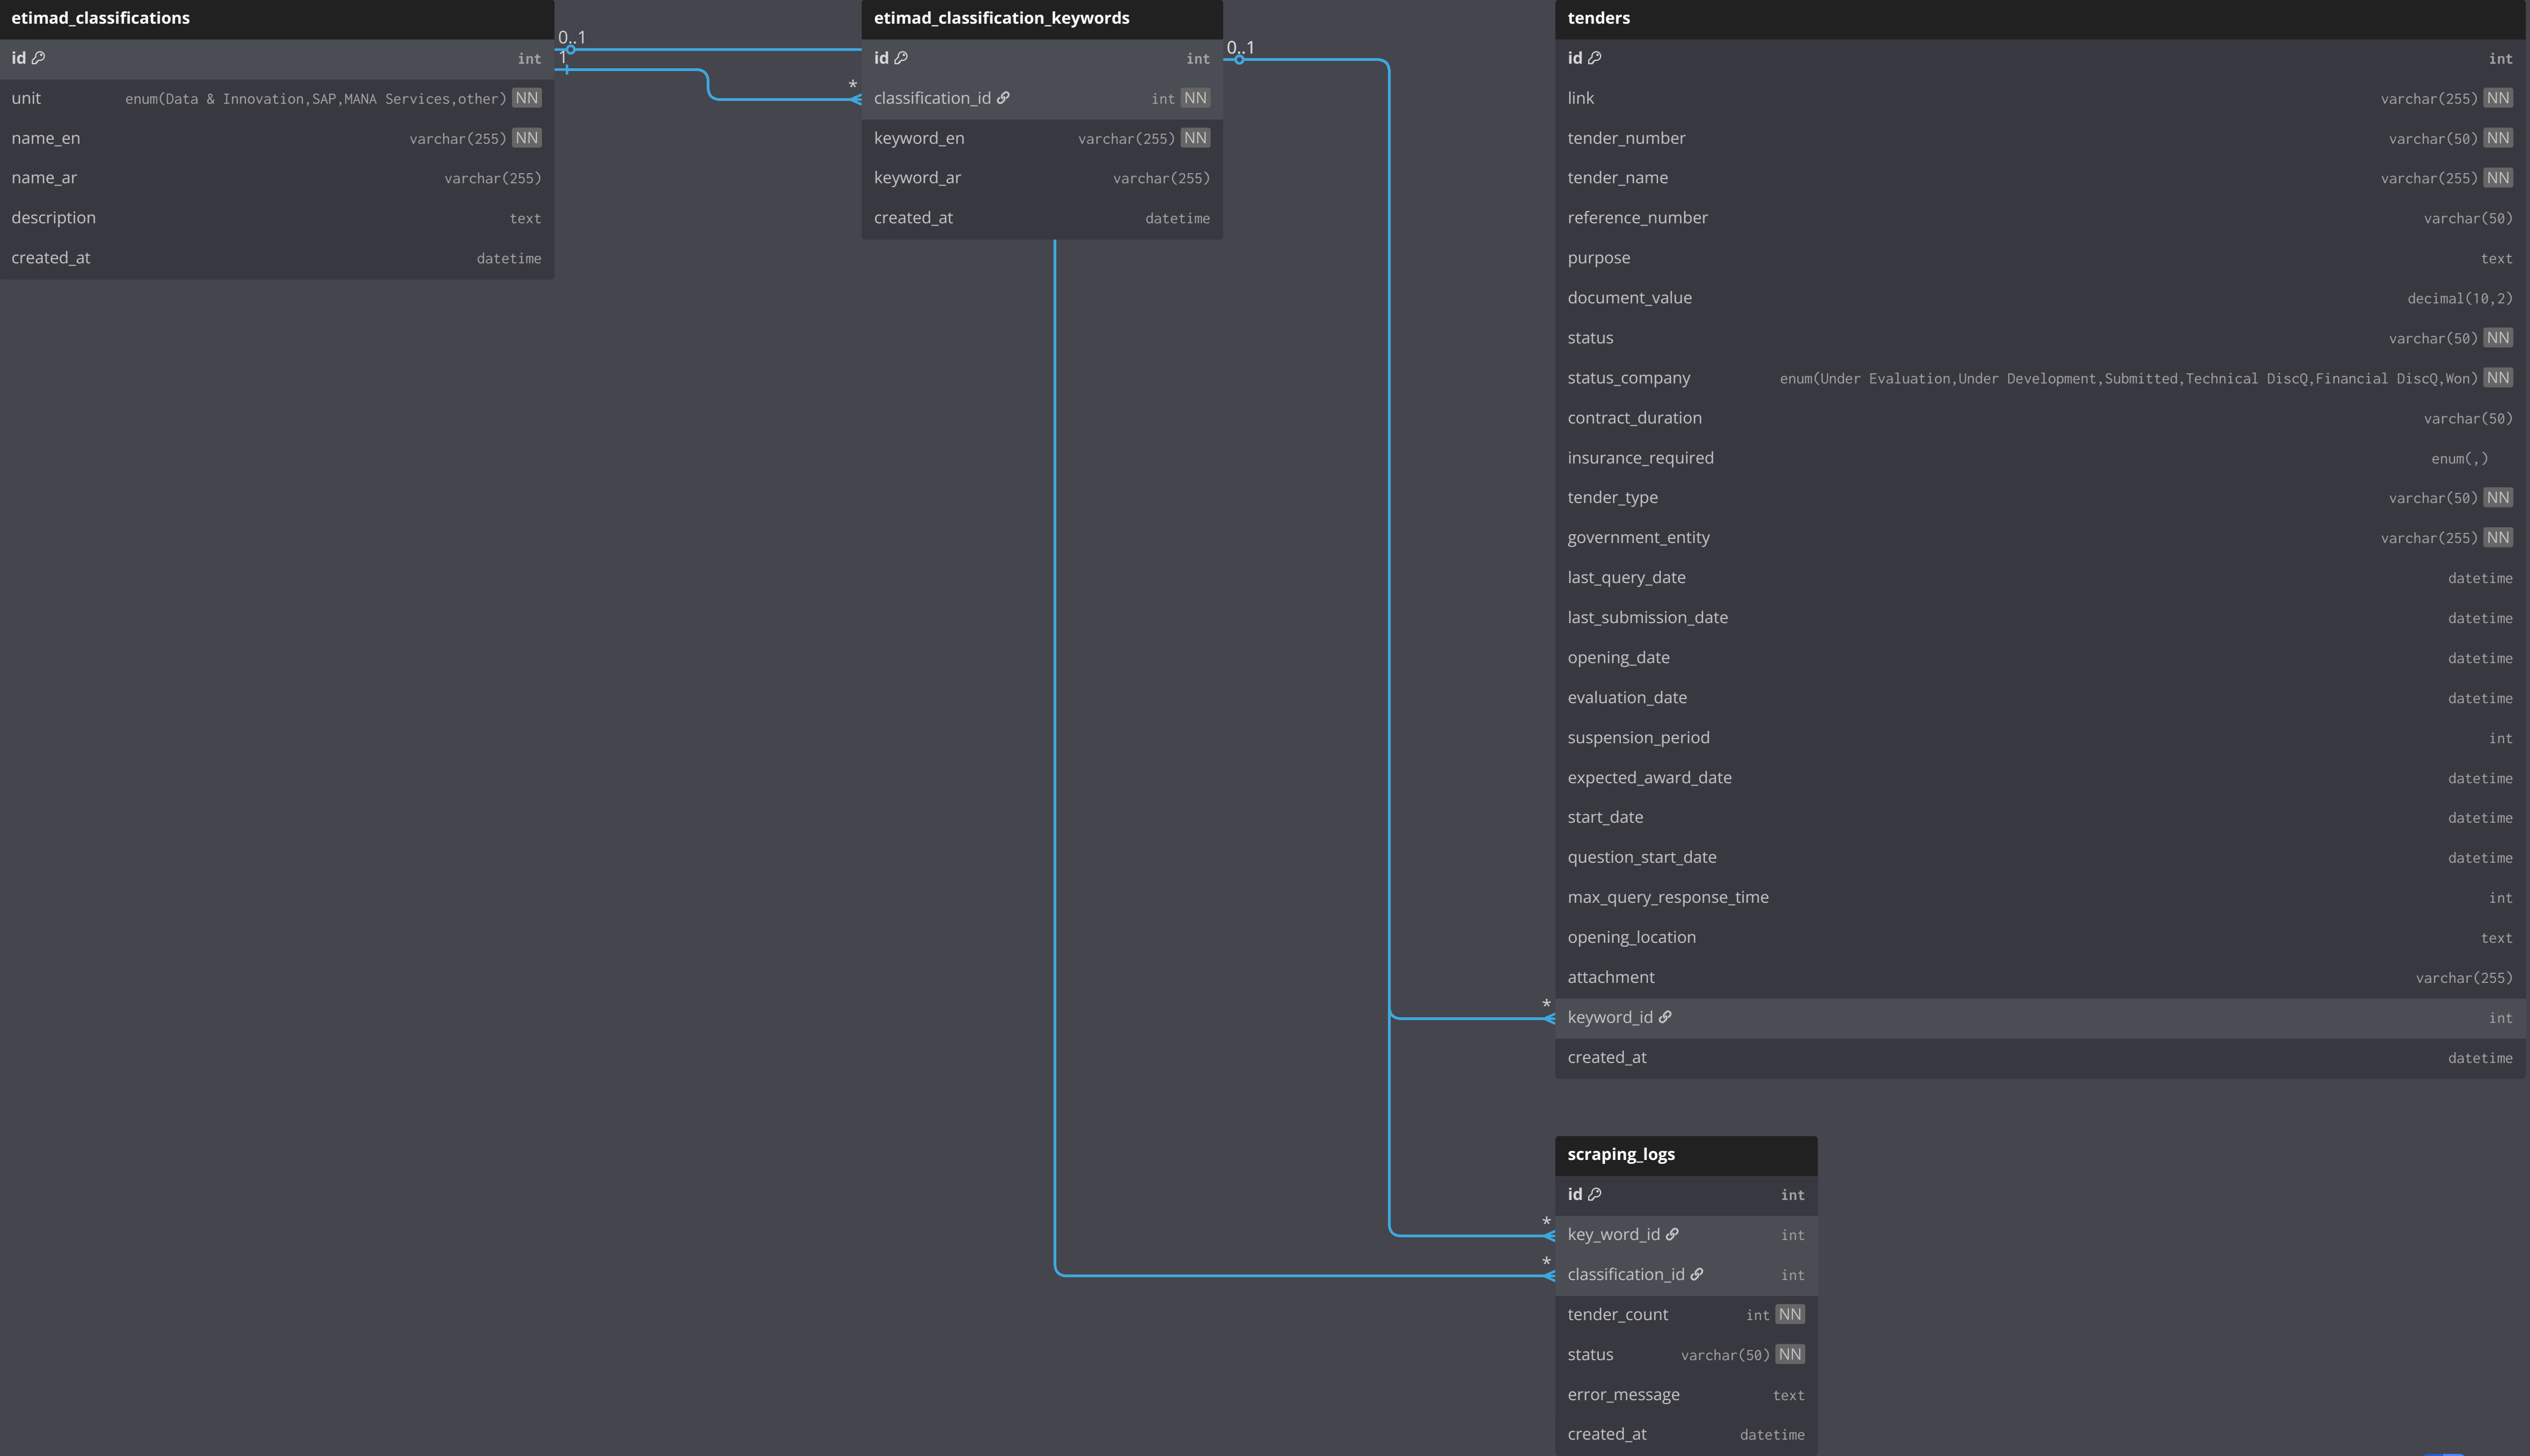 etimad_classifications
id int
unit enum(Data & Innovation,SAP,MANA Services,other) NN
name_en varchar(255) NN
name_ar varchar(255)
description text
created_at datetime
0..1
1
*
etimad_classification_keywords
id int
classification_id int NN
keyword_en varchar(255) NN
keyword_ar varchar(255)
created_at datetime
0..1
tenders
id int
link varchar(255) NN
tender_number varchar(50) NN
tender_name varchar(255) NN
reference_number varchar(50)
purpose text
document_value decimal(10,2)
status varchar(50) NN
status_company enum(Under Evaluation,Under Development,Submitted,Technical DiscQ,Financial DiscQ,Won) NN
contract_duration varchar(50)
insurance_required enum(,)
tender_type varchar(50) NN
government_entity varchar(255) NN
last_query_date datetime
last_submission_date datetime
opening_date datetime
evaluation_date datetime
suspension_period int
expected_award_date datetime
start_date datetime
question_start_date datetime
max_query_response_time int
opening_location text
attachment varchar(255)
*
keyword_id int
created_at datetime
scraping_logs
id int
*
key_word_id int
*
classification_id int
tender_count int NN
status varchar(50) NN
error_message text
created_at datetime